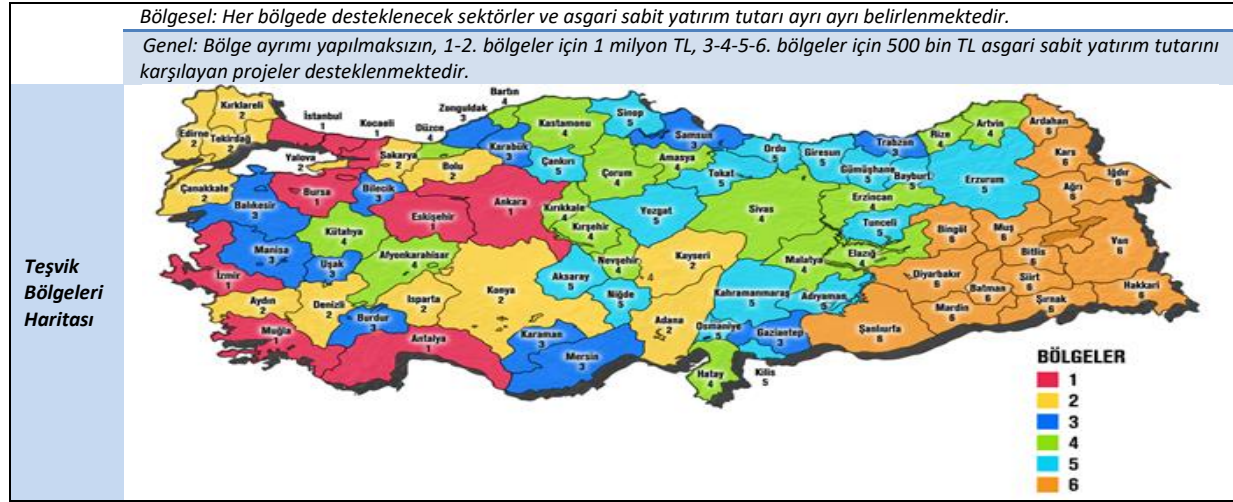 Bölgesel: Her bölgede desteklenecek sektörler ve asgari sabit yatırım tutarı ayrı ayrı belirlenmektedir.
Genel: Bölge ayrımı yapılmaksızın, 1-2. bölgeler için 1 milyon TL, 3-4-5-6. bölgeler için 500 bin TL asgari sabit yatırım tutarını
karşılayan projeler desteklenmektedir.
Teşvik
Bölgeleri
Haritası
Kırklareli
2
Edirne
2
Tekirdağ
2
İstanbul
1
Kocaeli
1
Yalova
2
Sakarya
2
Düzce
4
Bolu
2
Zonguldak
3
Bartın
4
Karabük
3
Kastamonu
4
Sinop
5
Çankırı
5
Samsun
3
Amasya
4
Çorum
4
Tokat
5
Ordu
5
Giresun
5
Trabzon
3
Gümüşhane
5
Bayburt
5
Rize
4
Artvin
4
Ardahan
6
Kars
6
Iğdır
6
Ağrı
6
Erzurum
5
Erzincan
4
Çanakkale
2
Balıkesir
3
Bursa
1
Bilecik
3
Eskişehir
1
Ankara
1
Kırıkkale
4
Kırşehir
4
Yozgat
5
Sivas
4
Tunceli
5
Bingöl
6
Muş
6
Bitlis
6
Van
6
Manisa
3
Kütahya
4
Uşak
3
Afyonkarahisar
4
İzmir
1
Aydın
2
Denizli
2
Isparta
2
Burdur
3
Muğla
1
Antalya
1
Konya
2
Aksaray
5
Nevşehir
4
Niğde
5
Kayseri
2
Karaman
3
Mersin
3
Adana
2
Kahramanmaraş
5
Malatya
4
Elazığ
4
Adıyaman
5
Osmaniye
5
Gaziantep
3
Kilis
5
Hatay
4
Şanlıurfa
6
Diyarbakır
6
Batman
6
Siirt
6
Mardin
6
Şırnak
6
Hakkari
6
BÖLGELER
1
2
3
4
5
6